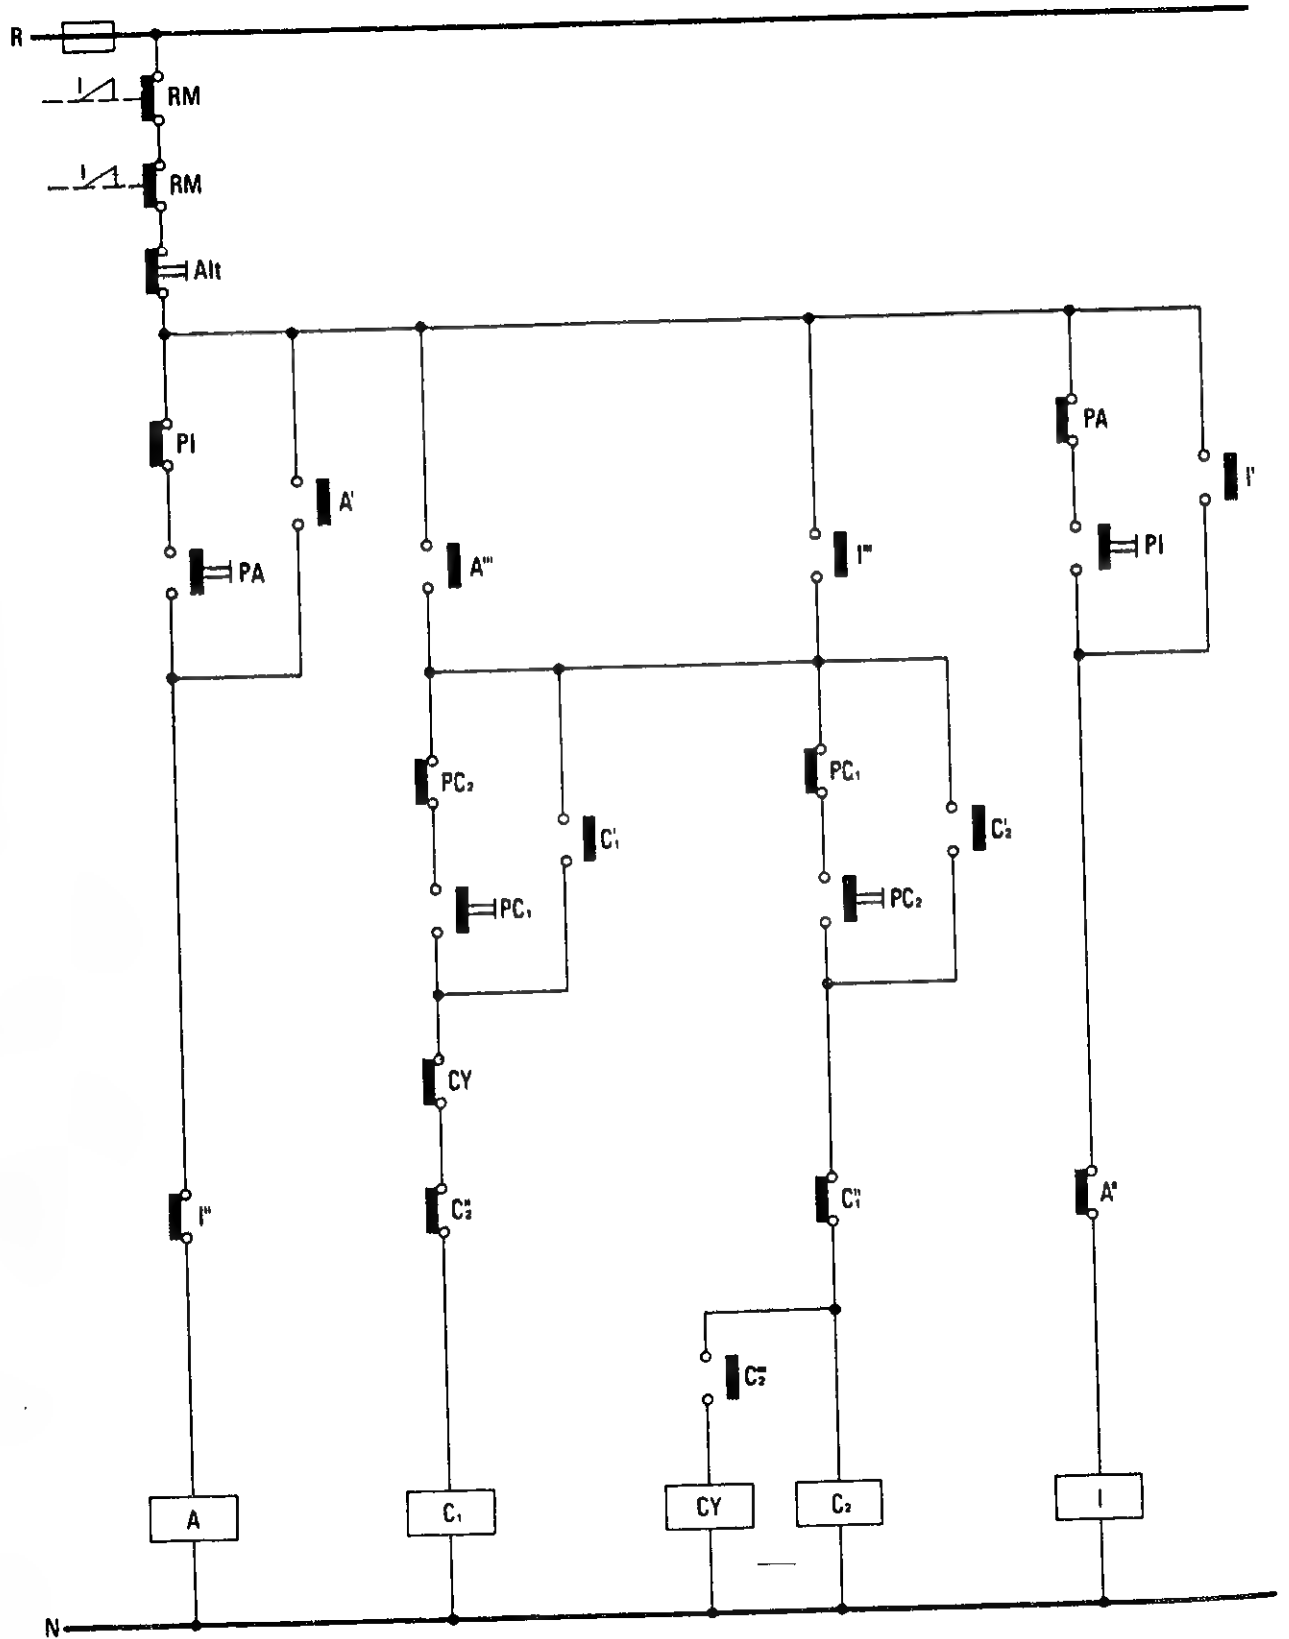 R
RM
RM
Alt
PI
PA
A'
I'
A'''
I'''
PA
PI
PC₂
PC₁
C'₁
C'₂
PC₁
PC₂
CY
I''
C''₂
C''₁
A''
C'''₂
A
C₁
CY
C₂
I
N